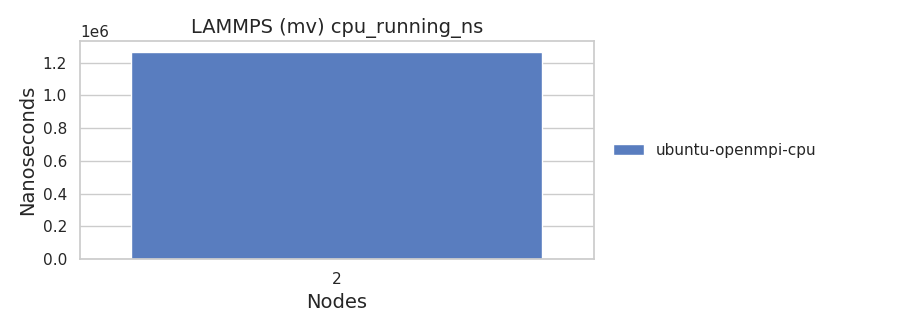 LAMMPS (mv) cpu_running_ns
1e6
1.2
1.0
0.8
0.6
0.4
0.2
0.0
Nanoseconds
2
Nodes
ubuntu-openmpi-cpu